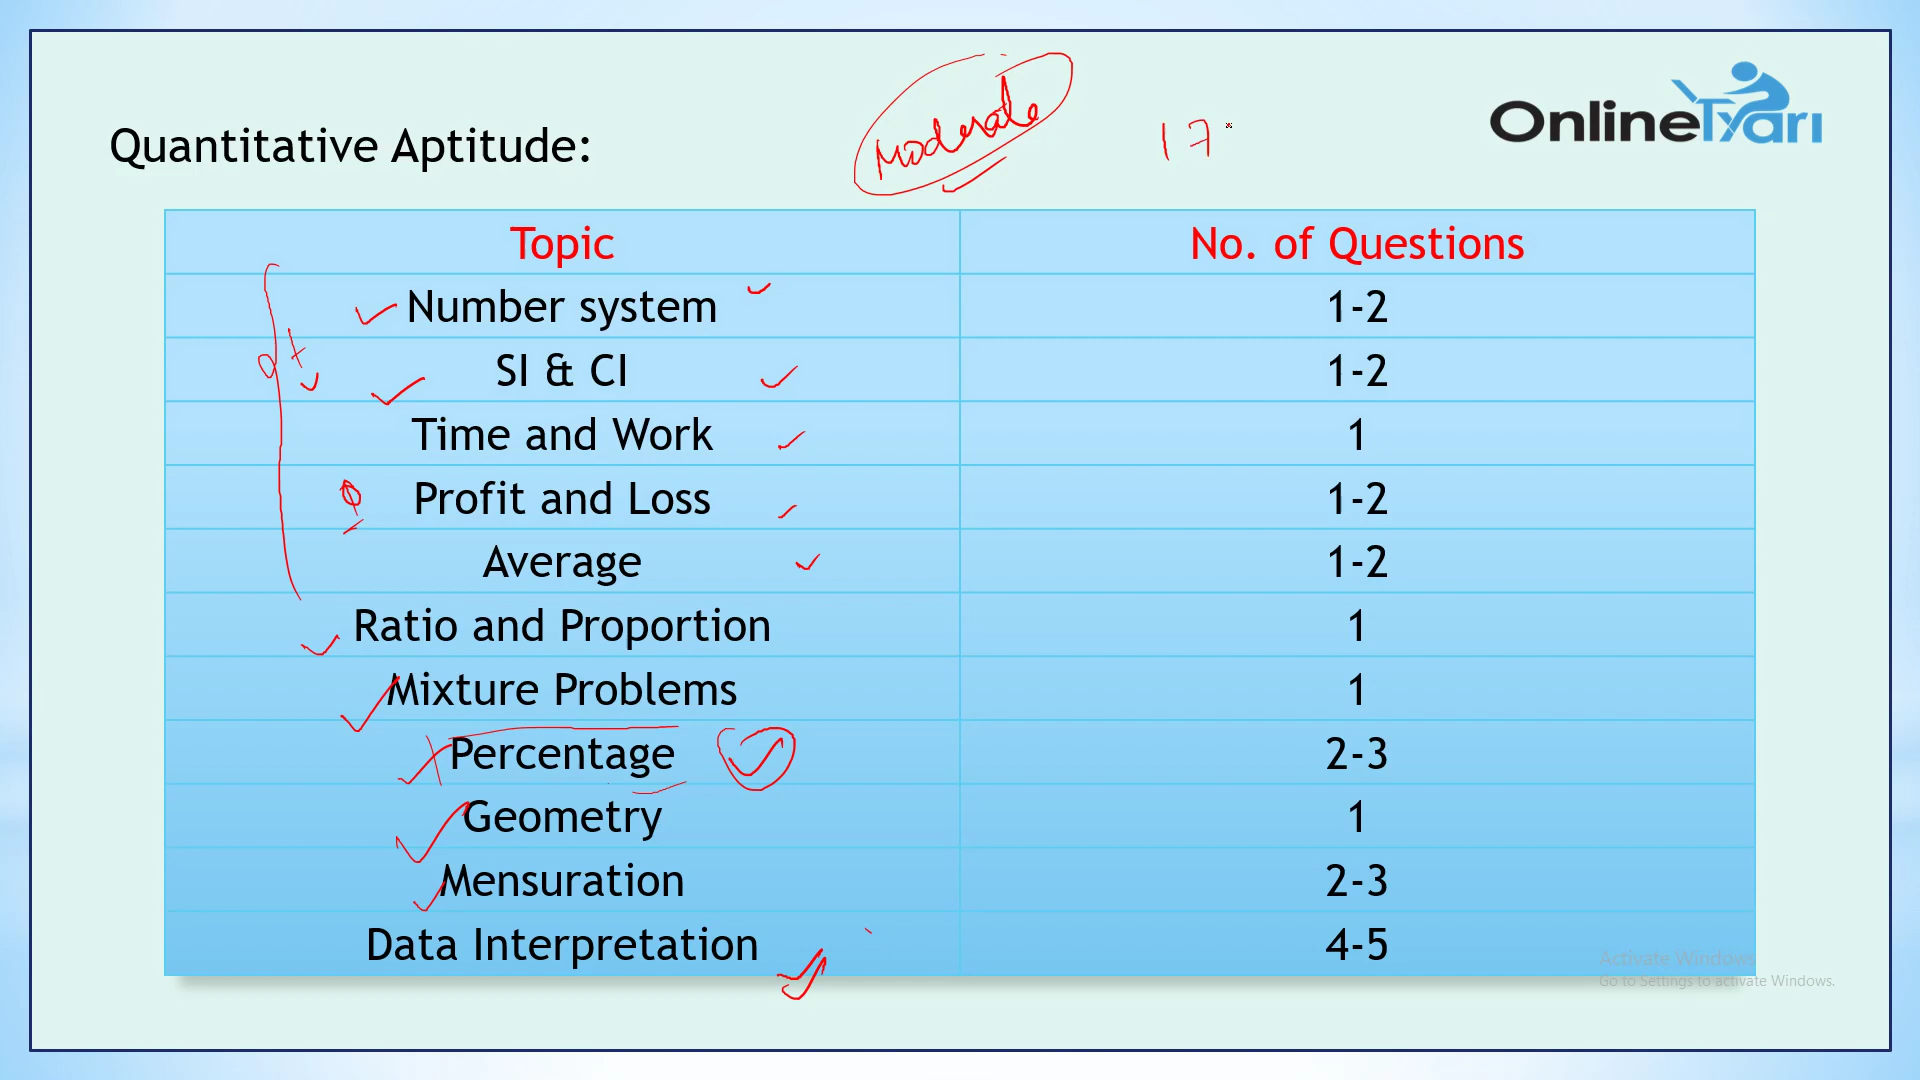 Quantitative Aptitude:
Moderate
17
OnlineTyari
Topic No. of Questions
Number system 1-2
SI & CI 1-2
Time and Work 1
Profit and Loss 1-2
Average 1-2
Ratio and Proportion 1
Mixture Problems 1
Percentage 2-3
Geometry 1
Mensuration 2-3
Data Interpretation 4-5
Activate Windows
Go to Settings to activate Windows.